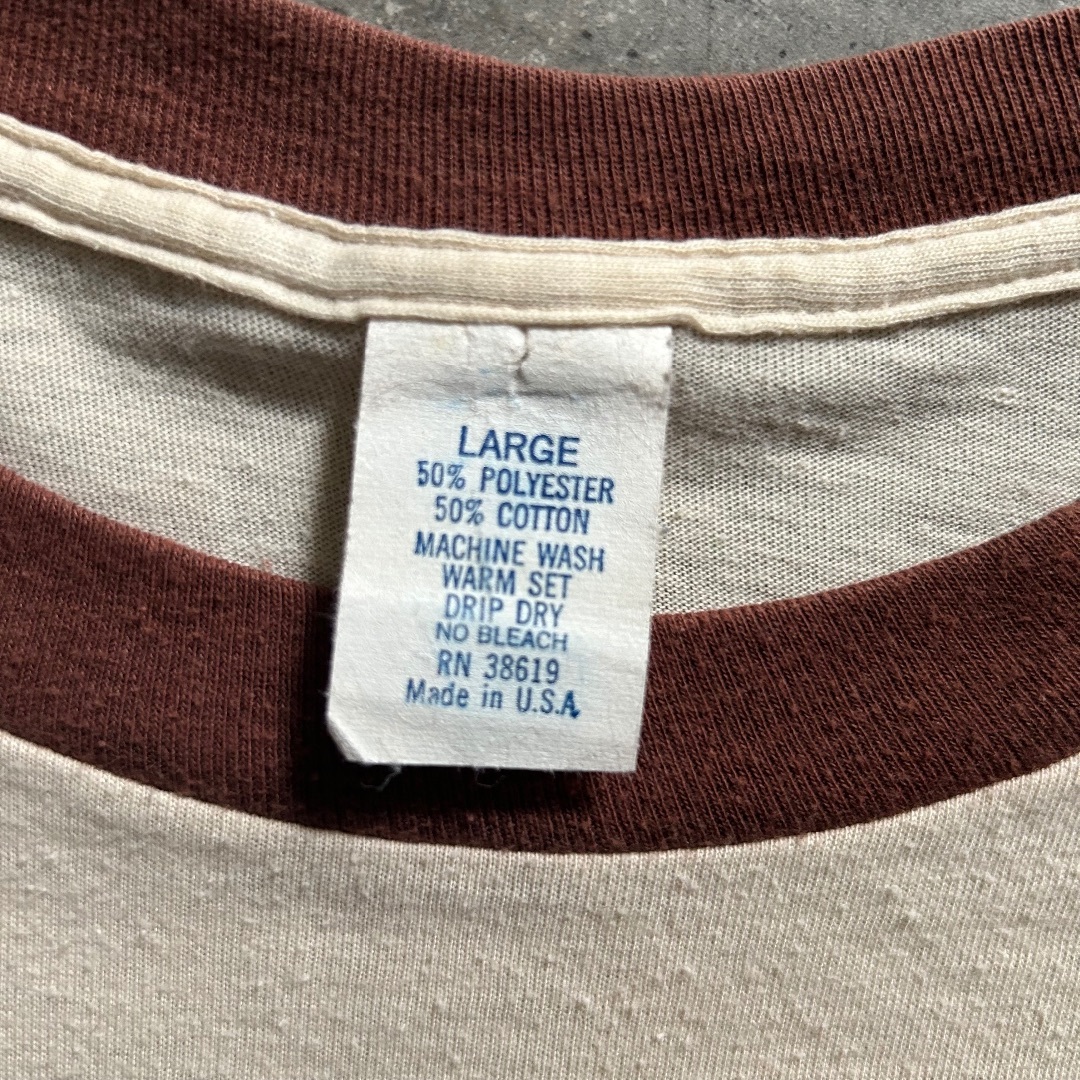 LARGE
50% POLYESTER
50% COTTON
MACHINE WASH
WARM SET
DRIP DRY
NO BLEACH
RN 38619
Made in U.S.A.